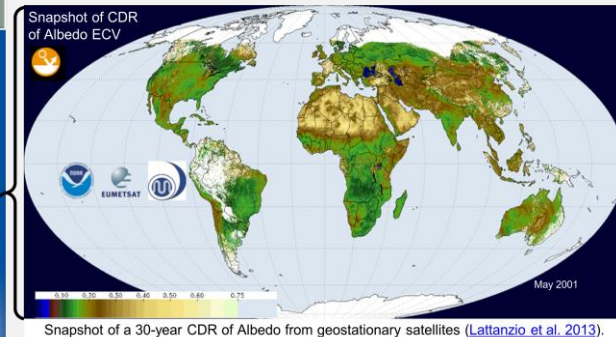 Snapshot of CDR
of Albedo ECV
NOAA
EUMETSAT
May 2001
0.10 0.20 0.30 0.40 0.50 0.60 0.75
Snapshot of a 30-year CDR of Albedo from geostationary satellites (Lattanzio et al. 2013).